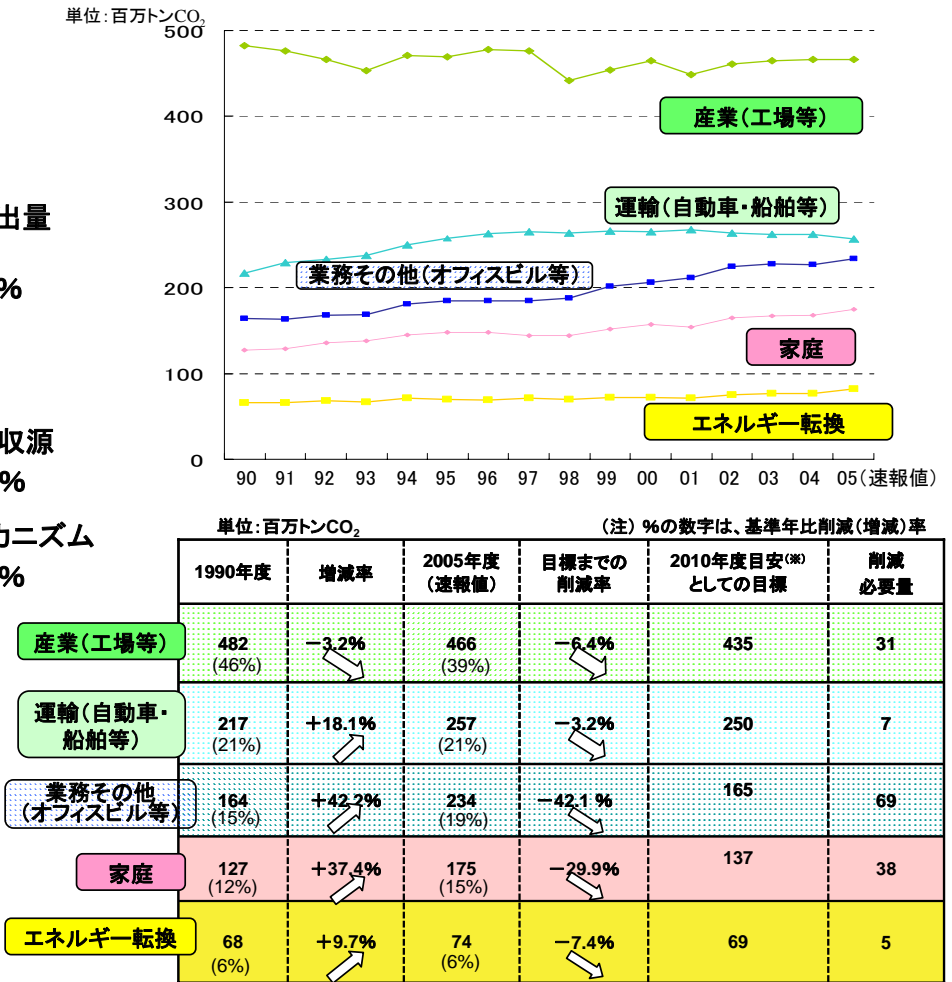 単位：百万トンCO2
500
400
300
200
100
0
産業（工場等）
運輸（自動車・船舶等）
業務その他（オフィスビル等）
家庭
エネルギー転換
90 91 92 93 94 95 96 97 98 99 00 01 02 03 04 05（速報値）
出量
%
収源
%
カニズム
%
単位：百万トンCO2
（注）%の数字は、基準年比削減（増減）率
1990年度 増減率 2005年度 目標までの 2010年度目安(※) 削減
（速報値） 削減率 としての目標 必要量
産業（工場等） 482 －3.2% 466 －6.4% 435 31
(46%) (39%)
運輸（自動車・ 217 ＋18.1% 257 －3.2% 250 7
船舶等） (21%) (21%)
業務その他 164 ＋42.2% 234 －42.1 % 165 69
（オフィスビル等） (15%) (19%)
家庭 127 ＋37.4% 175 －29.9% 137 38
(12%) (15%)
エネルギー転換 68 ＋9.7% 74 －7.4% 69 5
(6%) (6%)